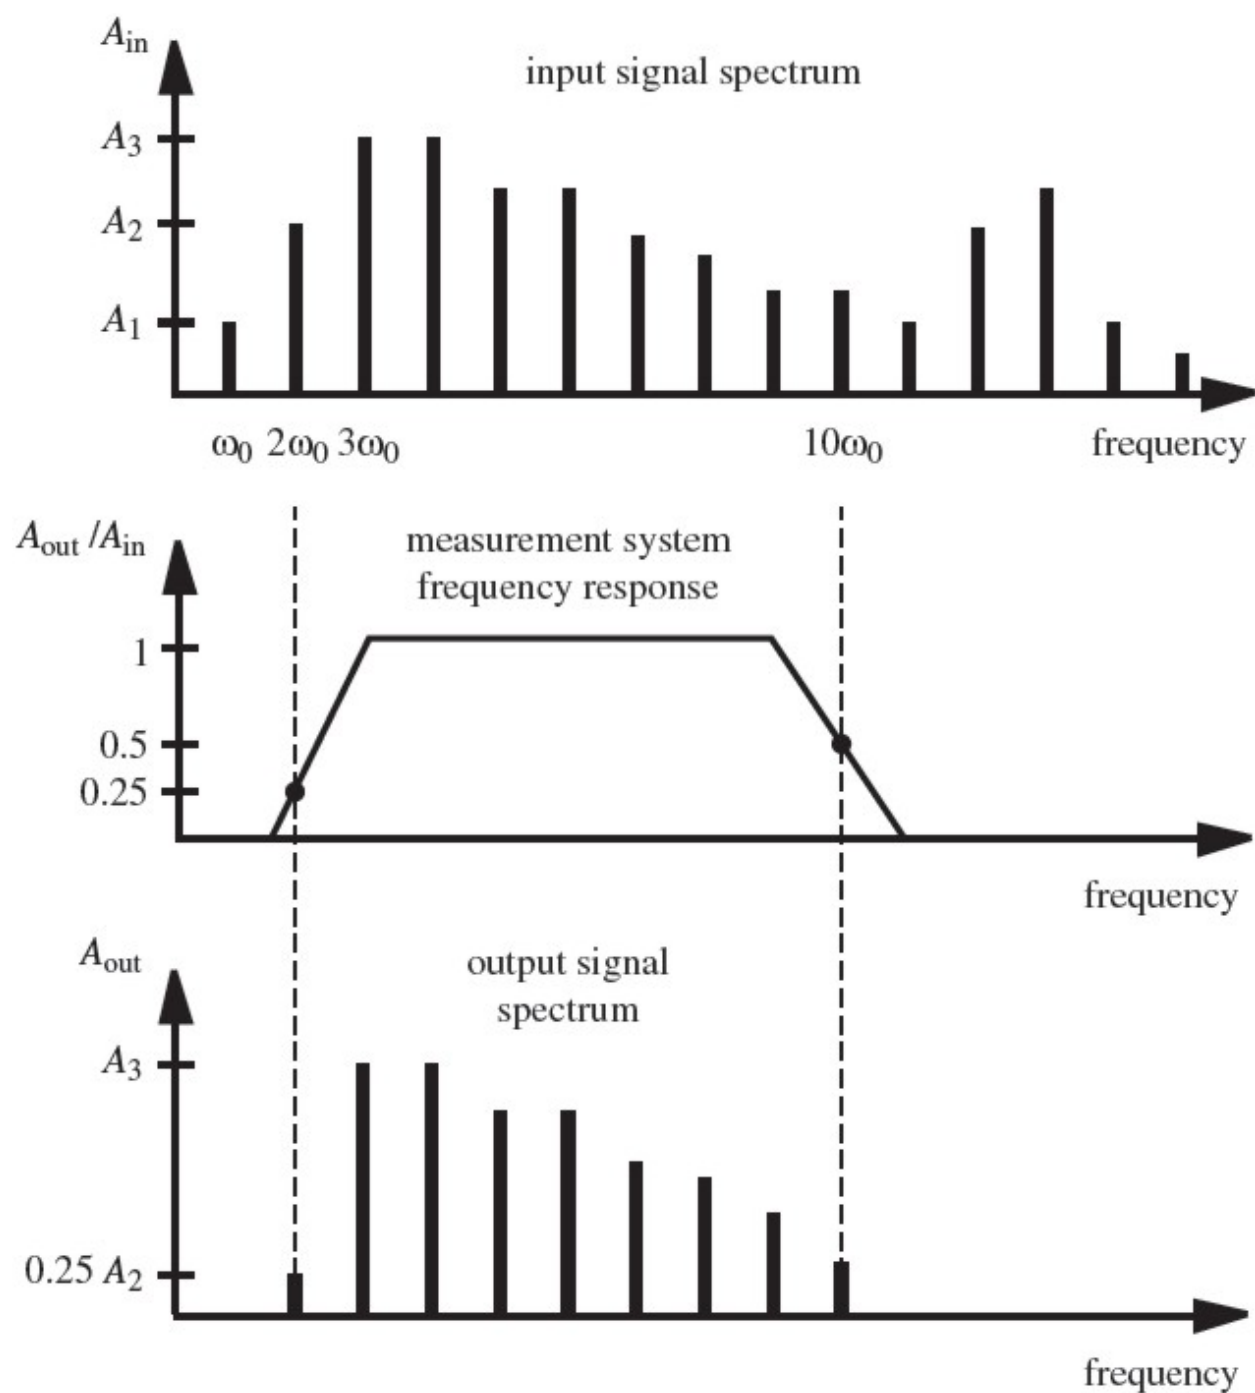 A_in
input signal spectrum
A_3
A_2
A_1
ω_0 2ω_0 3ω_0 10ω_0 frequency
A_out /A_in
measurement system
frequency response
1
0.5
0.25
frequency
A_out
output signal
spectrum
A_3
0.25 A_2
frequency